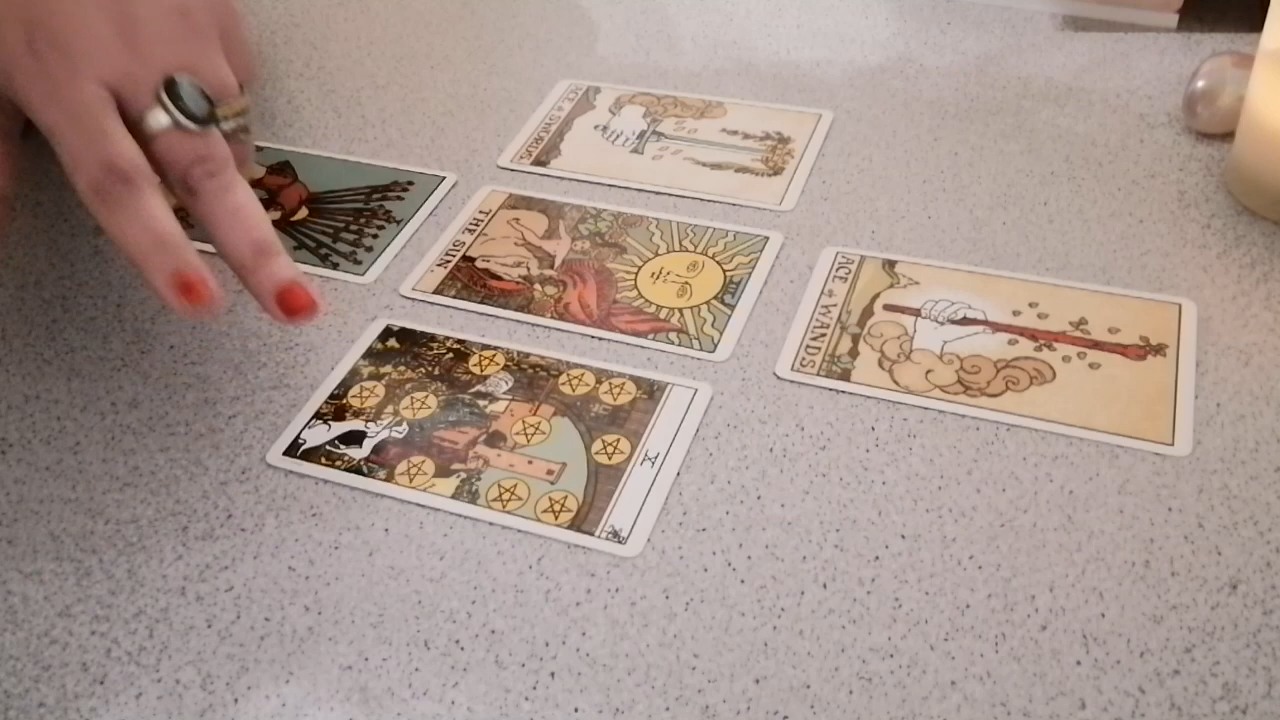 ACE of SWORDS.
THE SUN.
ACE of WANDS
X